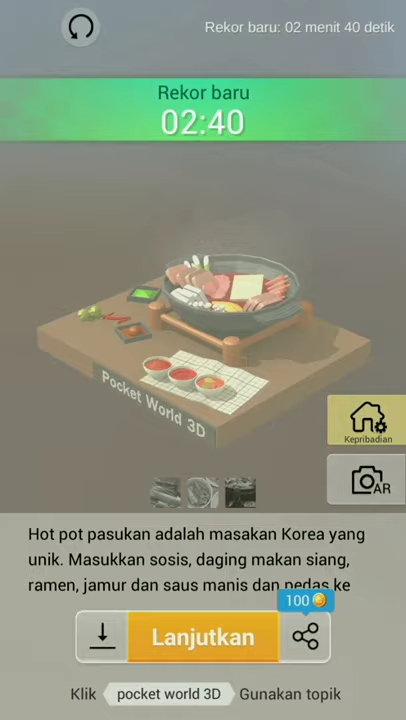 Rekor baru: 02 menit 40 detik
Rekor baru
02:40
Pocket World 3D
Kepribadian
AR
Hot pot pasukan adalah masakan Korea yang
unik. Masukkan sosis, daging makan siang,
ramen, jamur dan saus manis dan pedas ke
100
Lanjutkan
Klik pocket world 3D Gunakan topik